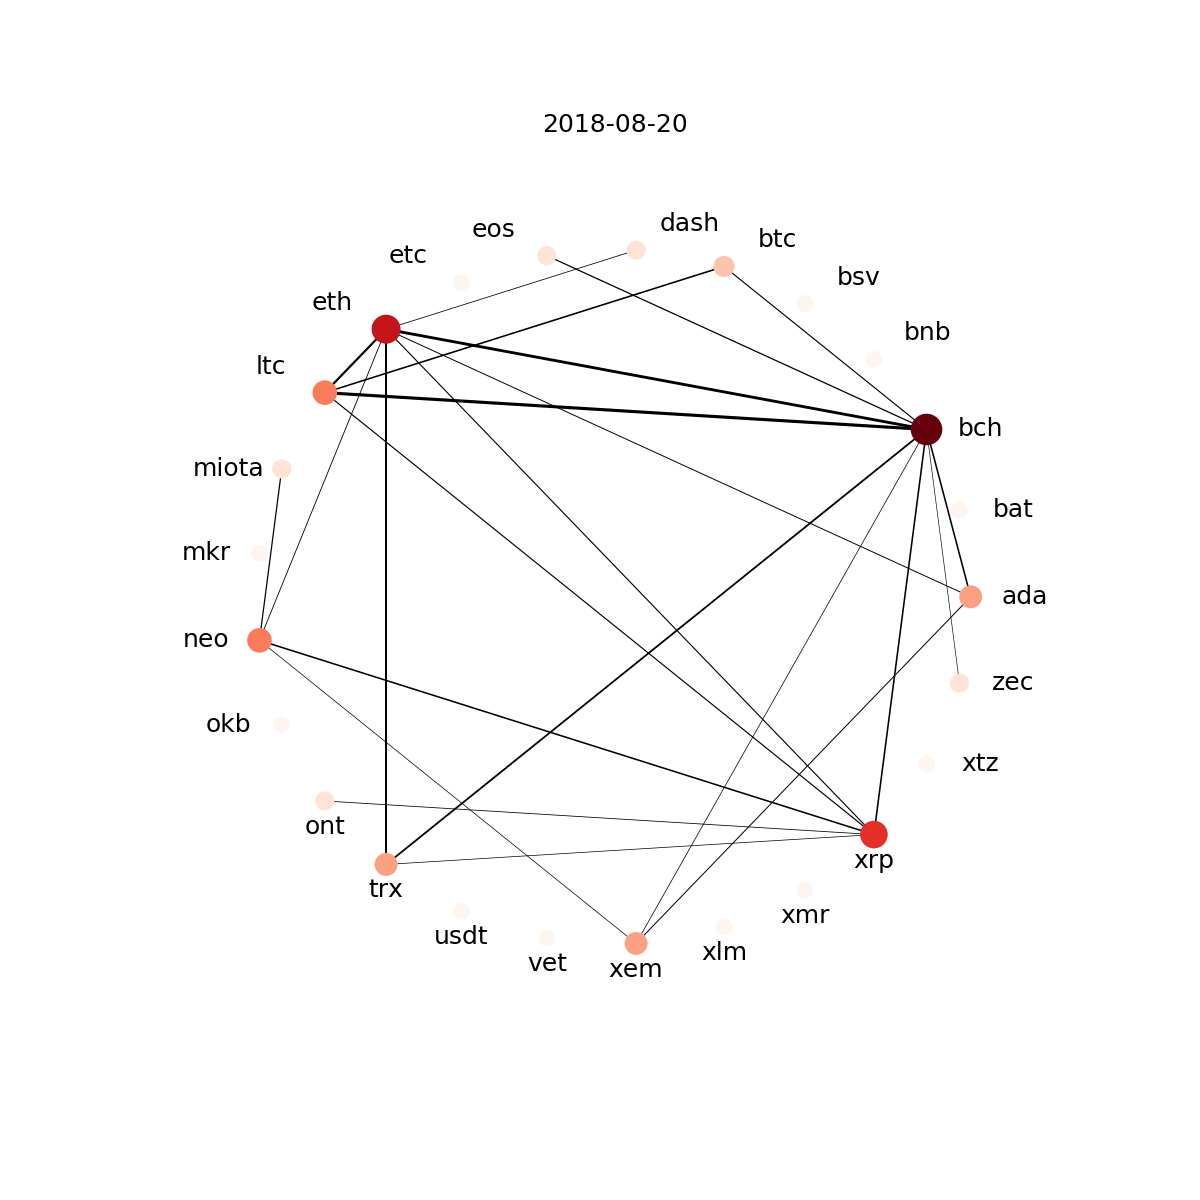 2018-08-20
dash
eos
btc
etc
bsv
eth
bnb
ltc
bch
miota
bat
mkr
ada
neo
zec
okb
xtz
ont
xrp
trx
xmr
usdt
xlm
vet
xem